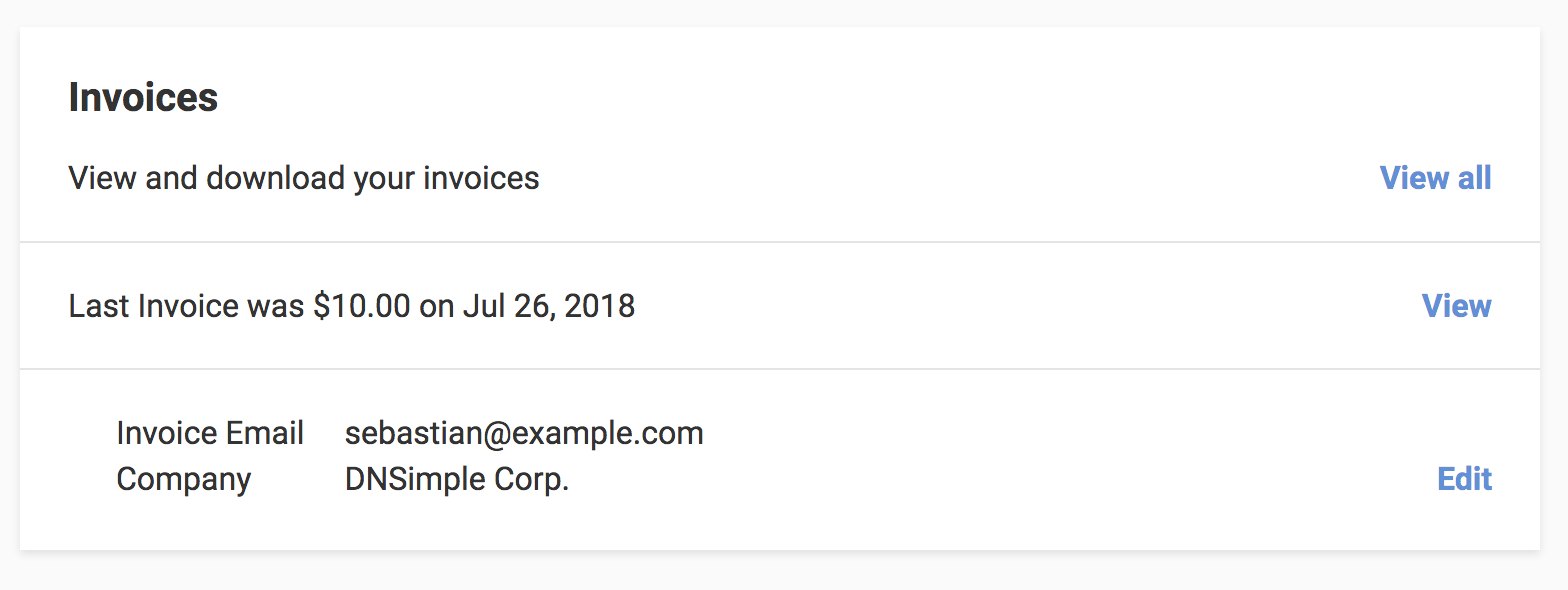 Invoices
View and download your invoices View all
Last Invoice was $10.00 on Jul 26, 2018 View
Invoice Email sebastian@example.com
Company DNSimple Corp. Edit